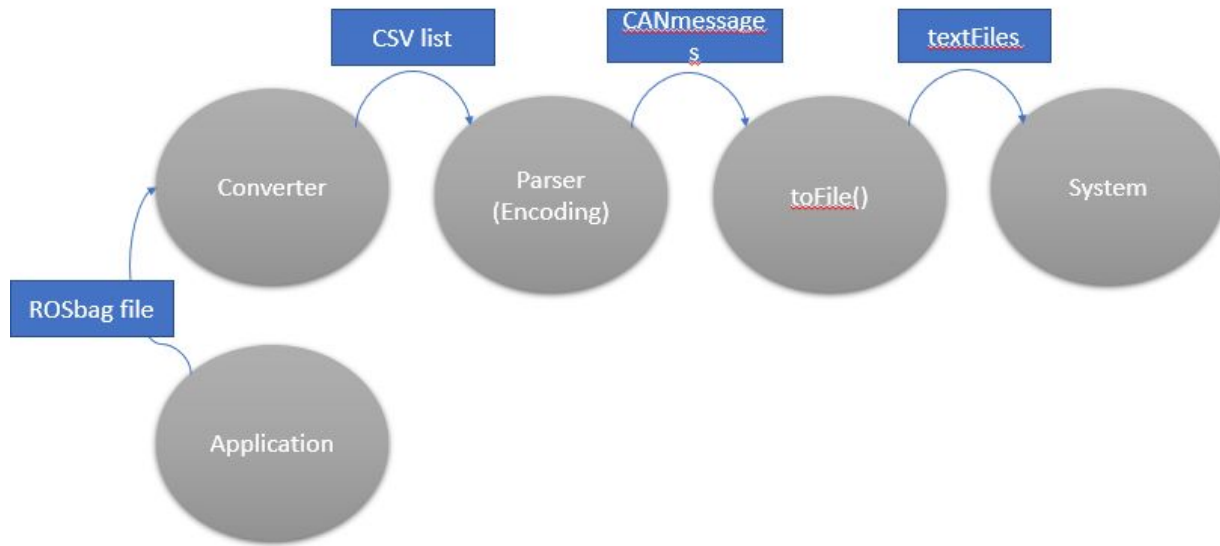 CSV list
CANmessage
s
textFiles
Converter
Parser
(Encoding)
toFile()
System
ROSbag file
Application